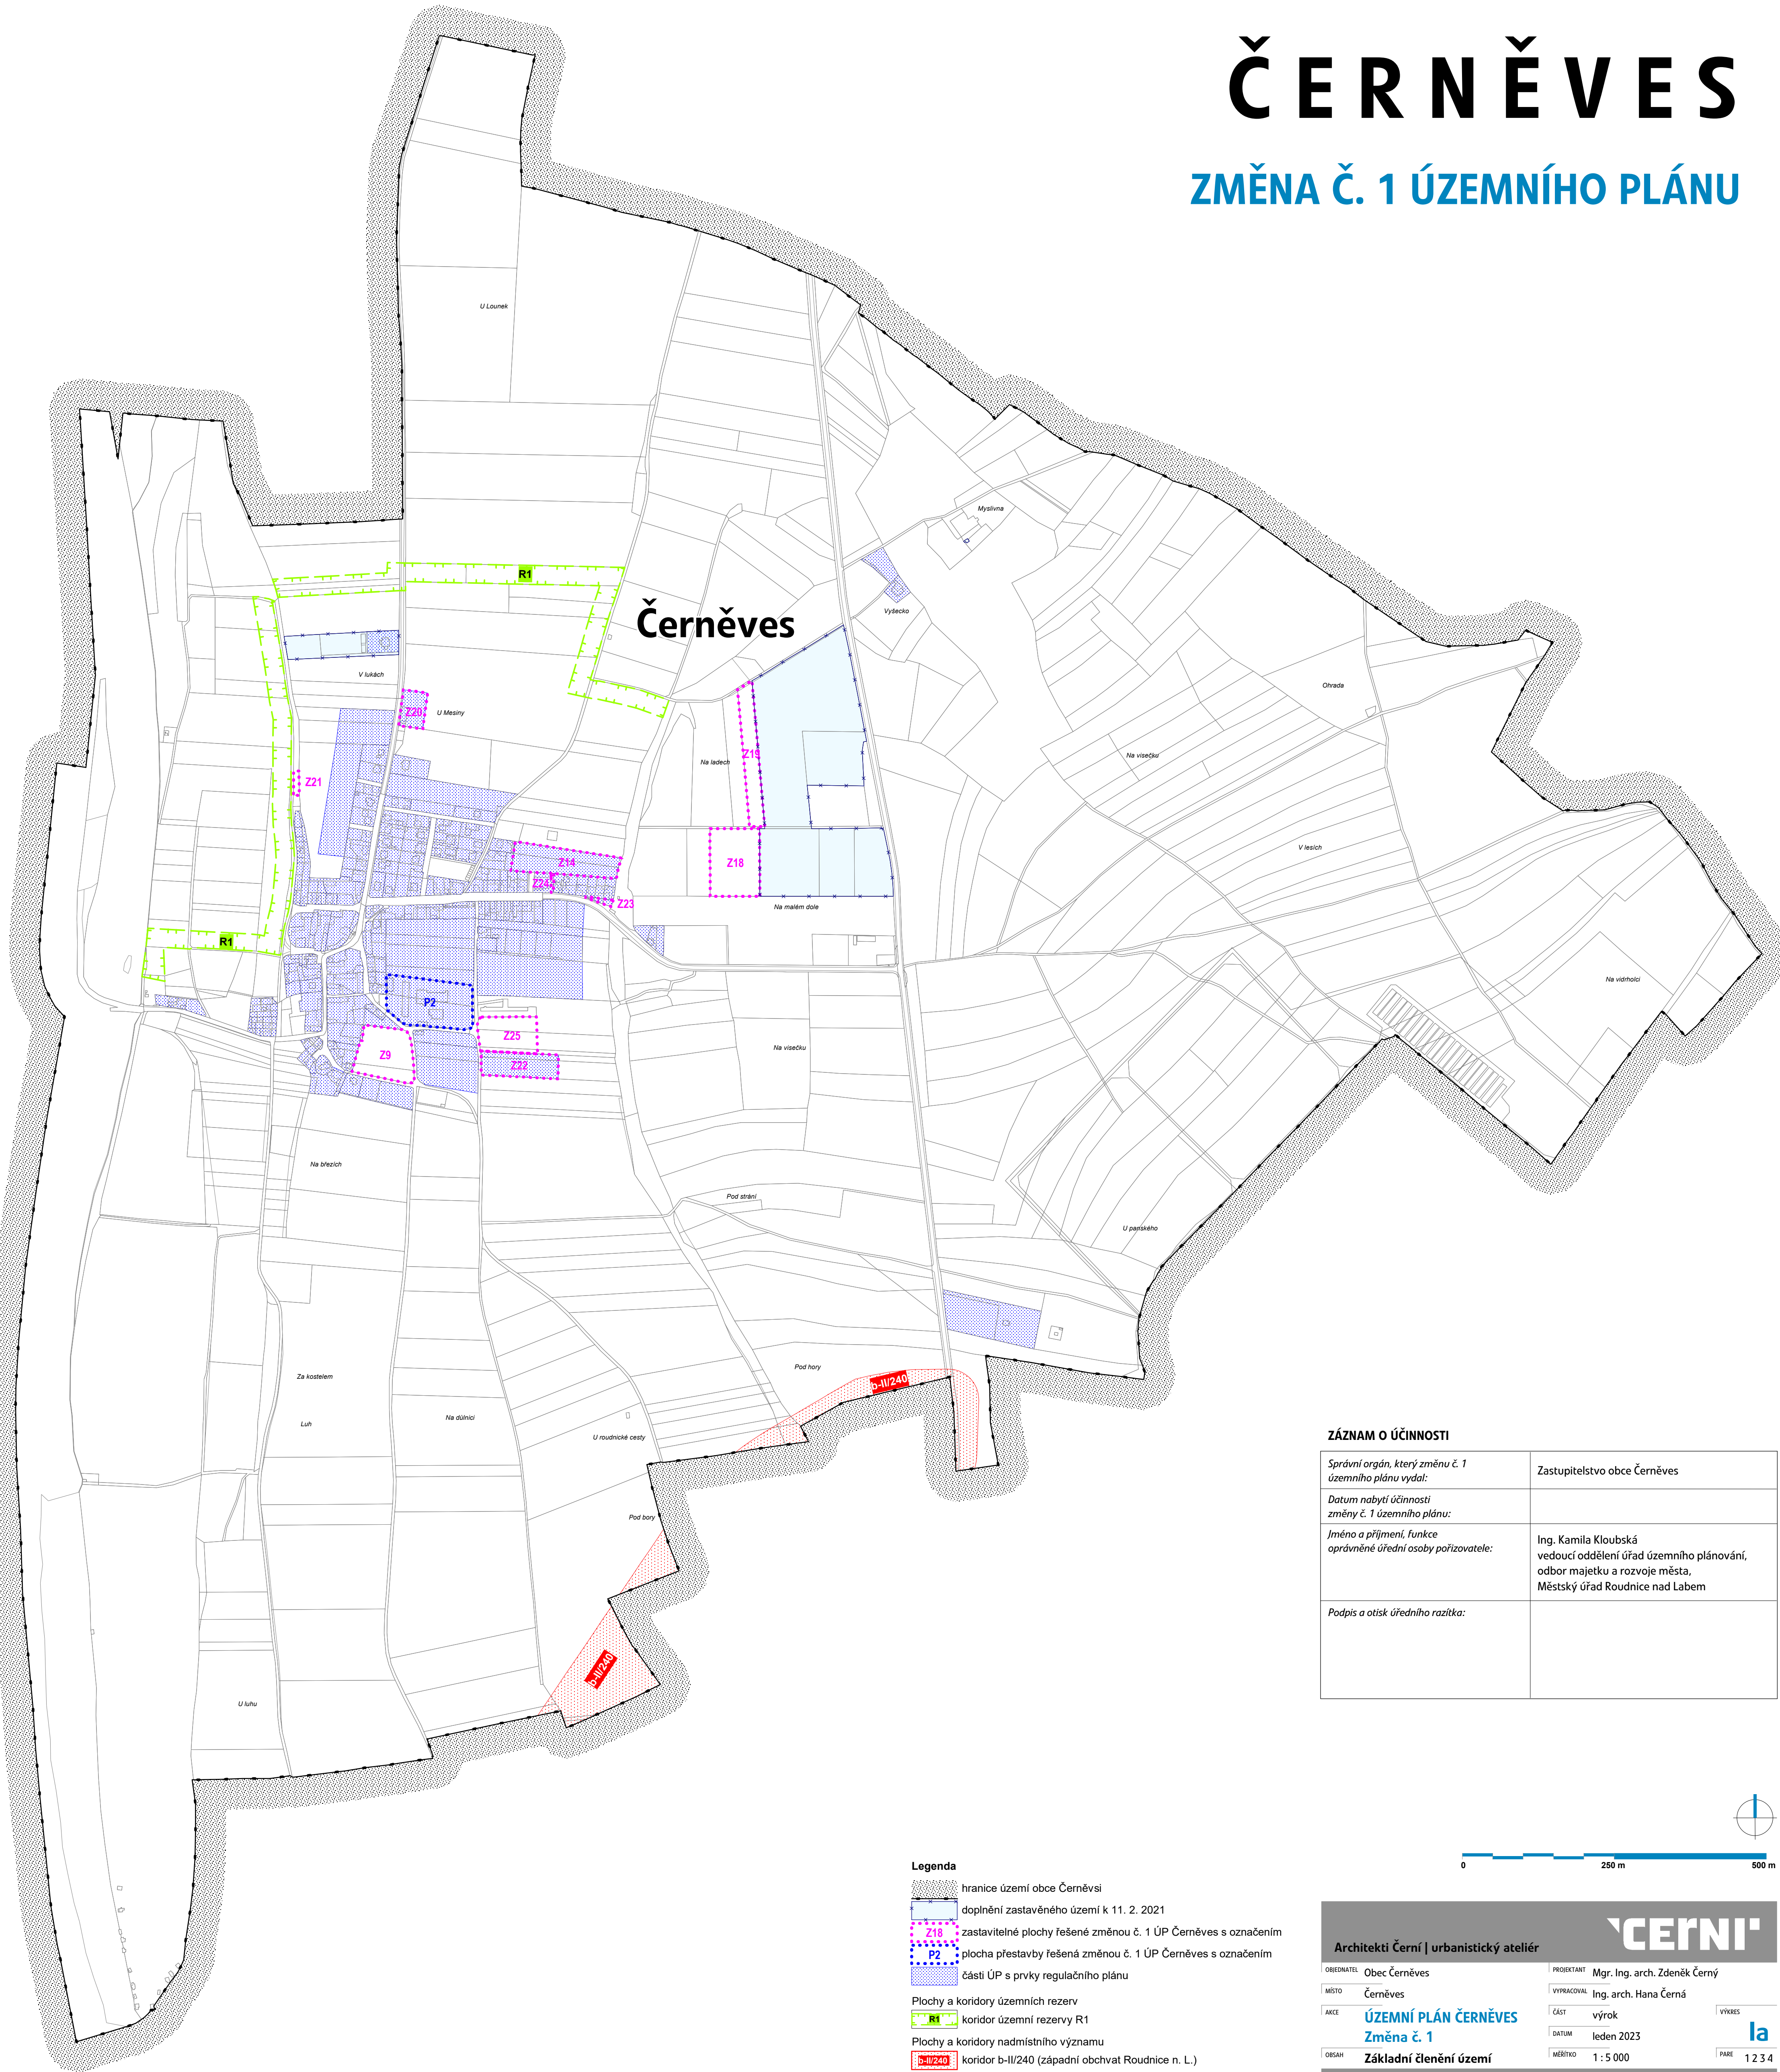 ČERNĚVES
ZMĚNA Č. 1 ÚZEMNÍHO PLÁNU
U Lounek
Myslivna
R1
Vyšecko
Černěves
V lukách
Ohrada
Z20
U Mesiny
Z19
Na ladech
Na visečku
Z21
V lesích
Z14
Z18
Z24
Z23
Na malém dole
R1
Na vidrholci
P2
Z25
Na visečku
Z9
Z22
Na březích
Pod strání
U panského
Pod hory
Za kostelem
b-II/240
Na důlnici
Luh
U roudnické cesty
Pod bory
b-II/240
U luhu
ZÁZNAM O ÚČINNOSTI
Správní orgán, který změnu č. 1
územního plánu vydal:
Zastupitelstvo obce Černěves
Datum nabytí účinnosti
změny č. 1 územního plánu:
Jméno a příjmení, funkce
oprávněné úřední osoby pořizovatele:
Ing. Kamila Kloubská
vedoucí oddělení úřad územního plánování,
odbor majetku a rozvoje města,
Městský úřad Roudnice nad Labem
Podpis a otisk úředního razítka:
0 250 m 500 m
Legenda
hranice území obce Černěvsi
doplnění zastavěného území k 11. 2. 2021
Z18 zastavitelné plochy řešené změnou č. 1 ÚP Černěves s označením
P2 plocha přestavby řešená změnou č. 1 ÚP Černěves s označením
části ÚP s prvky regulačního plánu
Plochy a koridory územních rezerv
R1 koridor územní rezervy R1
Plochy a koridory nadmístního významu
b-II/240 koridor b-II/240 (západní obchvat Roudnice n. L.)
Architekti Černí | urbanistický ateliér
ČERNÍ
OBJEDNATEL Obec Černěves
PROJEKTANT Mgr. Ing. arch. Zdeněk Černý
MÍSTO Černěves
VYPRACOVAL Ing. arch. Hana Černá
AKCE ÚZEMNÍ PLÁN ČERNĚVES
Změna č. 1
ČÁST výrok
VÝKRES Ia
DATUM leden 2023
OBSAH Základní členění území
MĚŘÍTKO 1 : 5 000
PARE 1 2 3 4